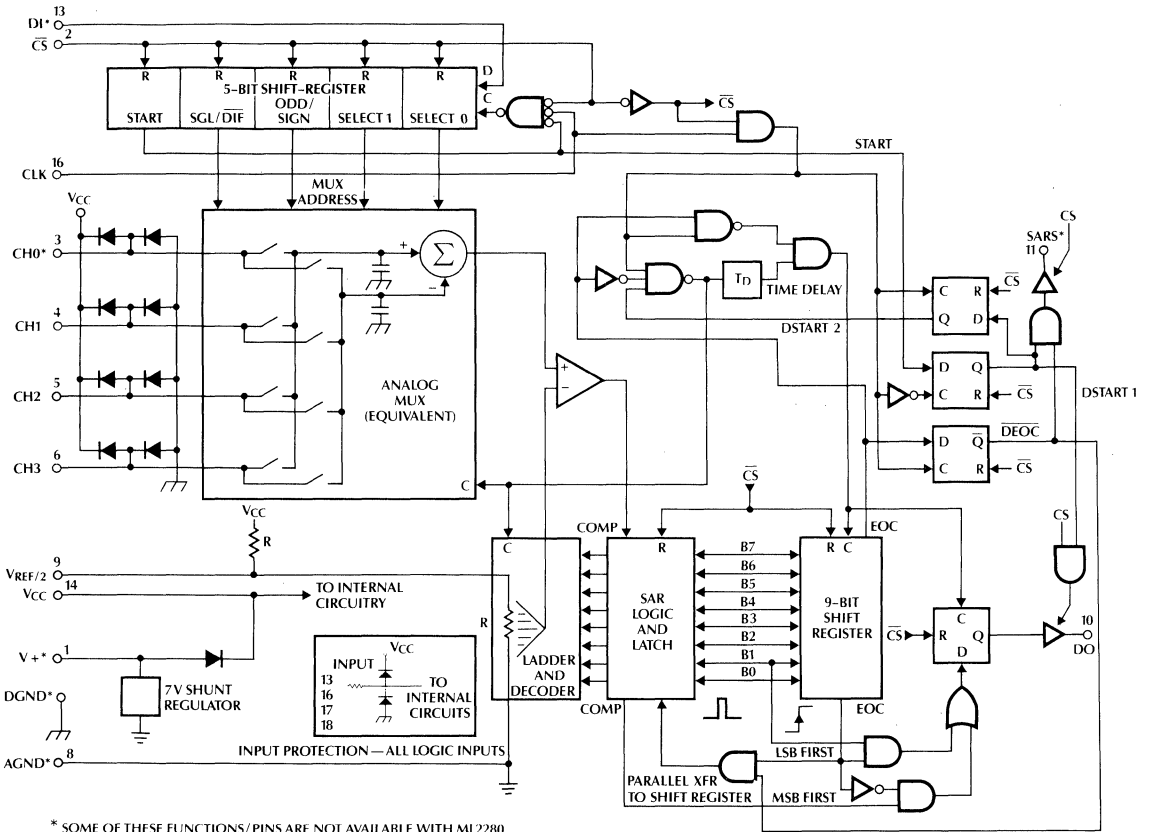 13
DI*
2
CS
R R R R R
5–BIT SHIFT–REGISTER
D
C
START
SGL/DIF
ODD/
SIGN
SELECT 1
SELECT 0
CS
START
16
CLK
MUX
ADDRESS
VCC
3
CH0*
4
CH1
5
CH2
6
CH3
+
Σ
–
ANALOG
MUX
(EQUIVALENT)
C
+
–
TD
TIME DELAY
DSTART 2
CS
SARS*
11
C R CS
Q D
D Q
C R CS
DSTART 1
D Q DEOC
C R CS
CS
VCC
R
9
VREF/2
14
VCC
TO INTERNAL
CIRCUITRY
1
V +*
7V SHUNT
REGULATOR
DGND*
8
AGND*
VCC
INPUT
13
16
17
18
TO
INTERNAL
CIRCUITS
INPUT PROTECTION—ALL LOGIC INPUTS
C
R
LADDER
AND
DECODER
COMP
R
SAR
LOGIC
AND
LATCH
COMP
CS
B7
B6
B5
B4
B3
B2
B1
B0
R C
EOC
9–BIT
SHIFT
REGISTER
EOC
CS
C
R Q
D
10
DO
LSB FIRST
PARALLEL XFR
TO SHIFT REGISTER
MSB FIRST
* SOME OF THESE FUNCTIONS/PINS ARE NOT AVAILABLE WITH ML2280